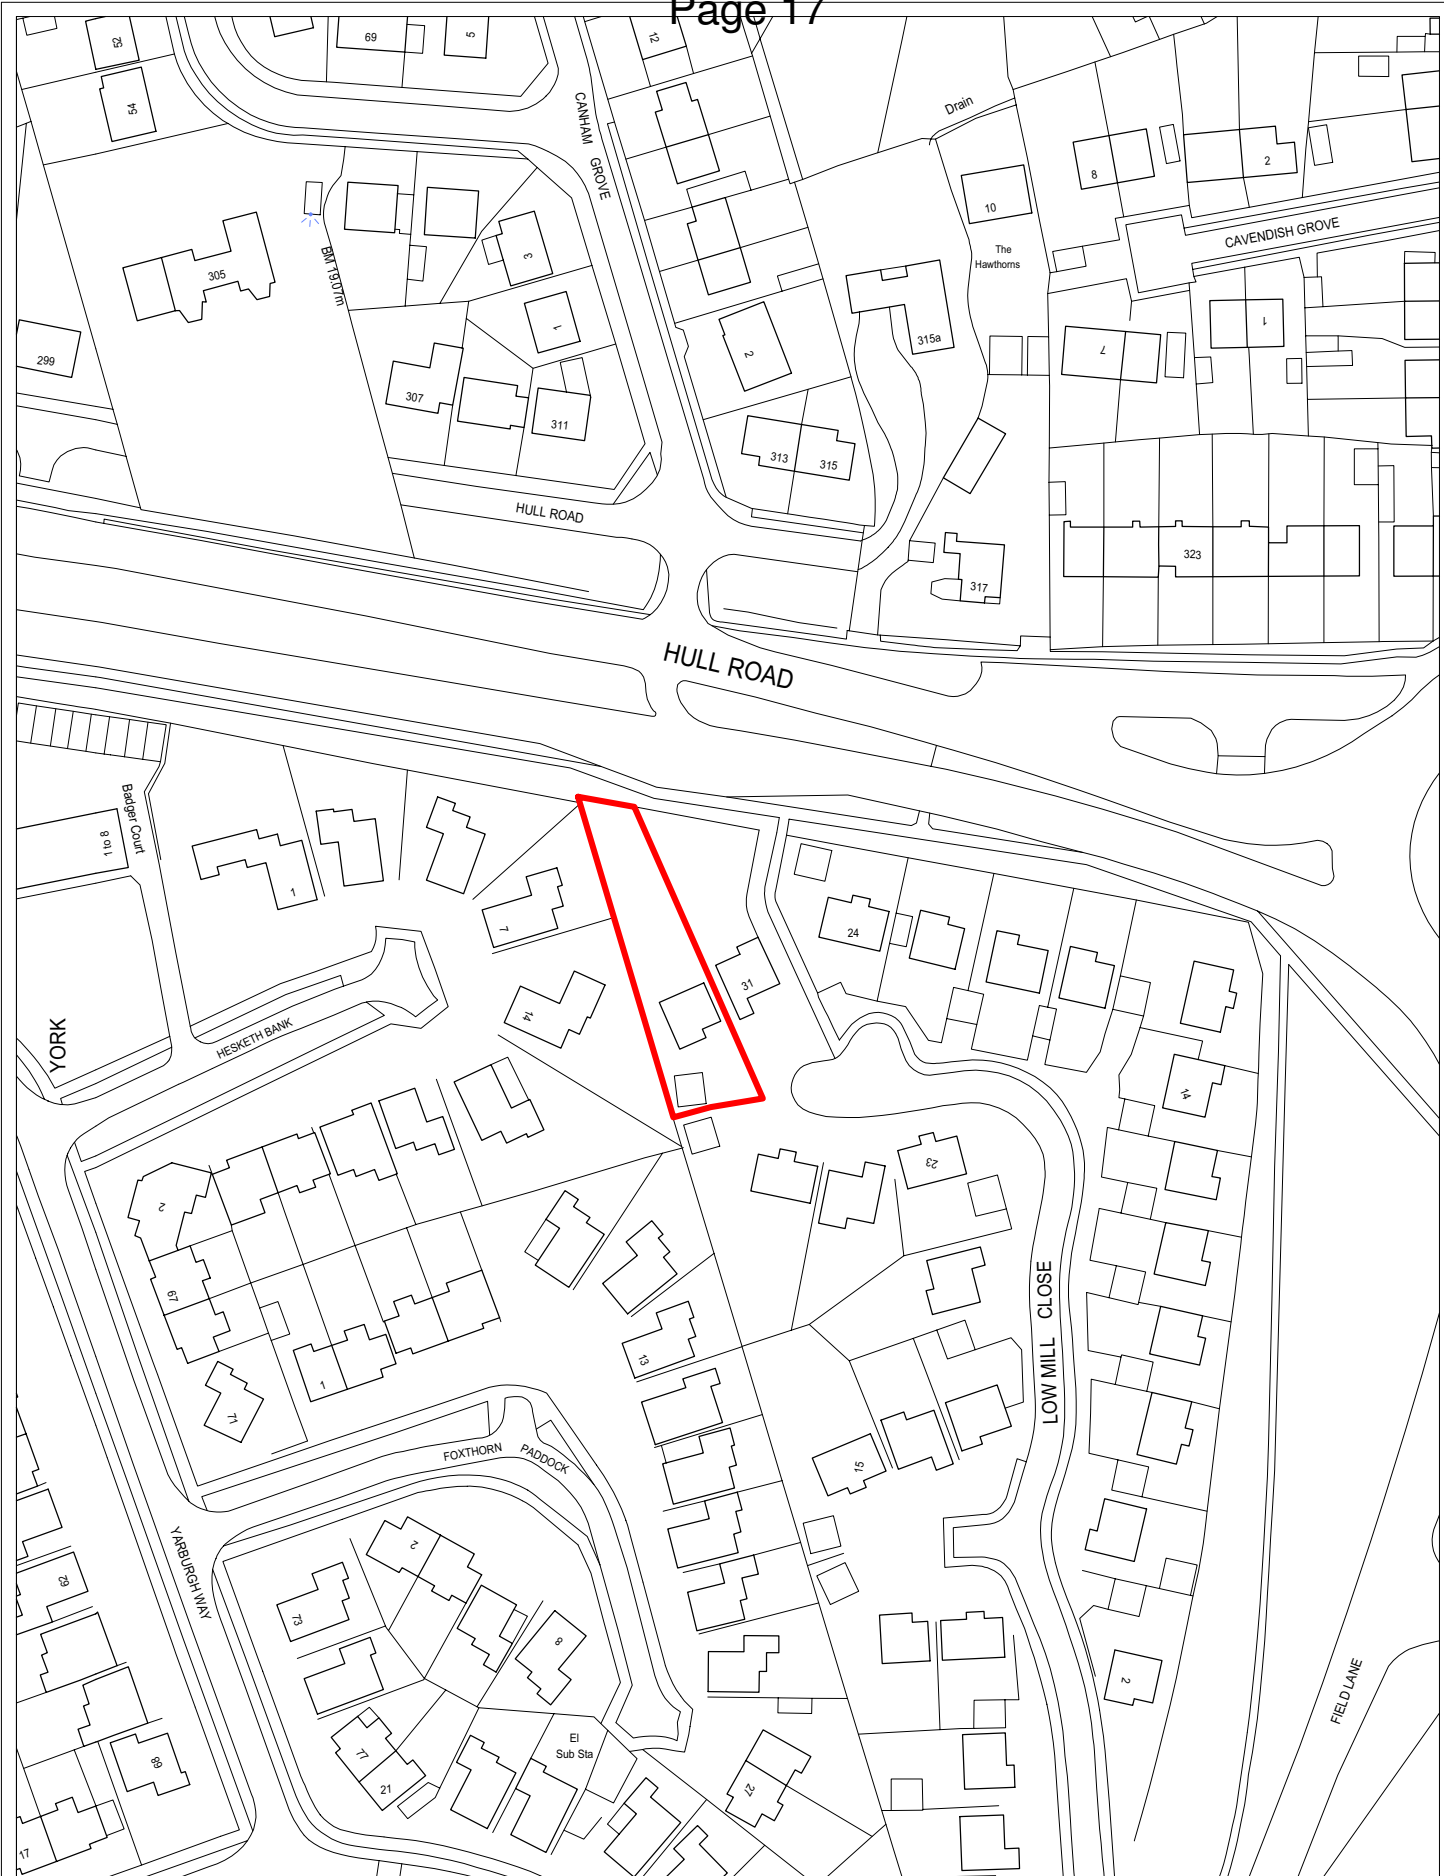 Page 17
52
69
5
12
54
CANHAM GROVE
Drain
8
2
10
CAVENDISH GROVE
The
Hawthorns
3
305
BM 19.07m
1
1
299
2
315a
7
307
311
313
315
HULL ROAD
323
317
HULL ROAD
Badger Court
1 to 8
1
7
24
31
14
YORK
HESKETH BANK
14
23
2
67
LOW MILL CLOSE
13
1
71
FOXTHORN PADDOCK
15
YARBURGH WAY
2
62
73
8
2
FIELD LANE
El
Sub Sta
77
21
68
27
17